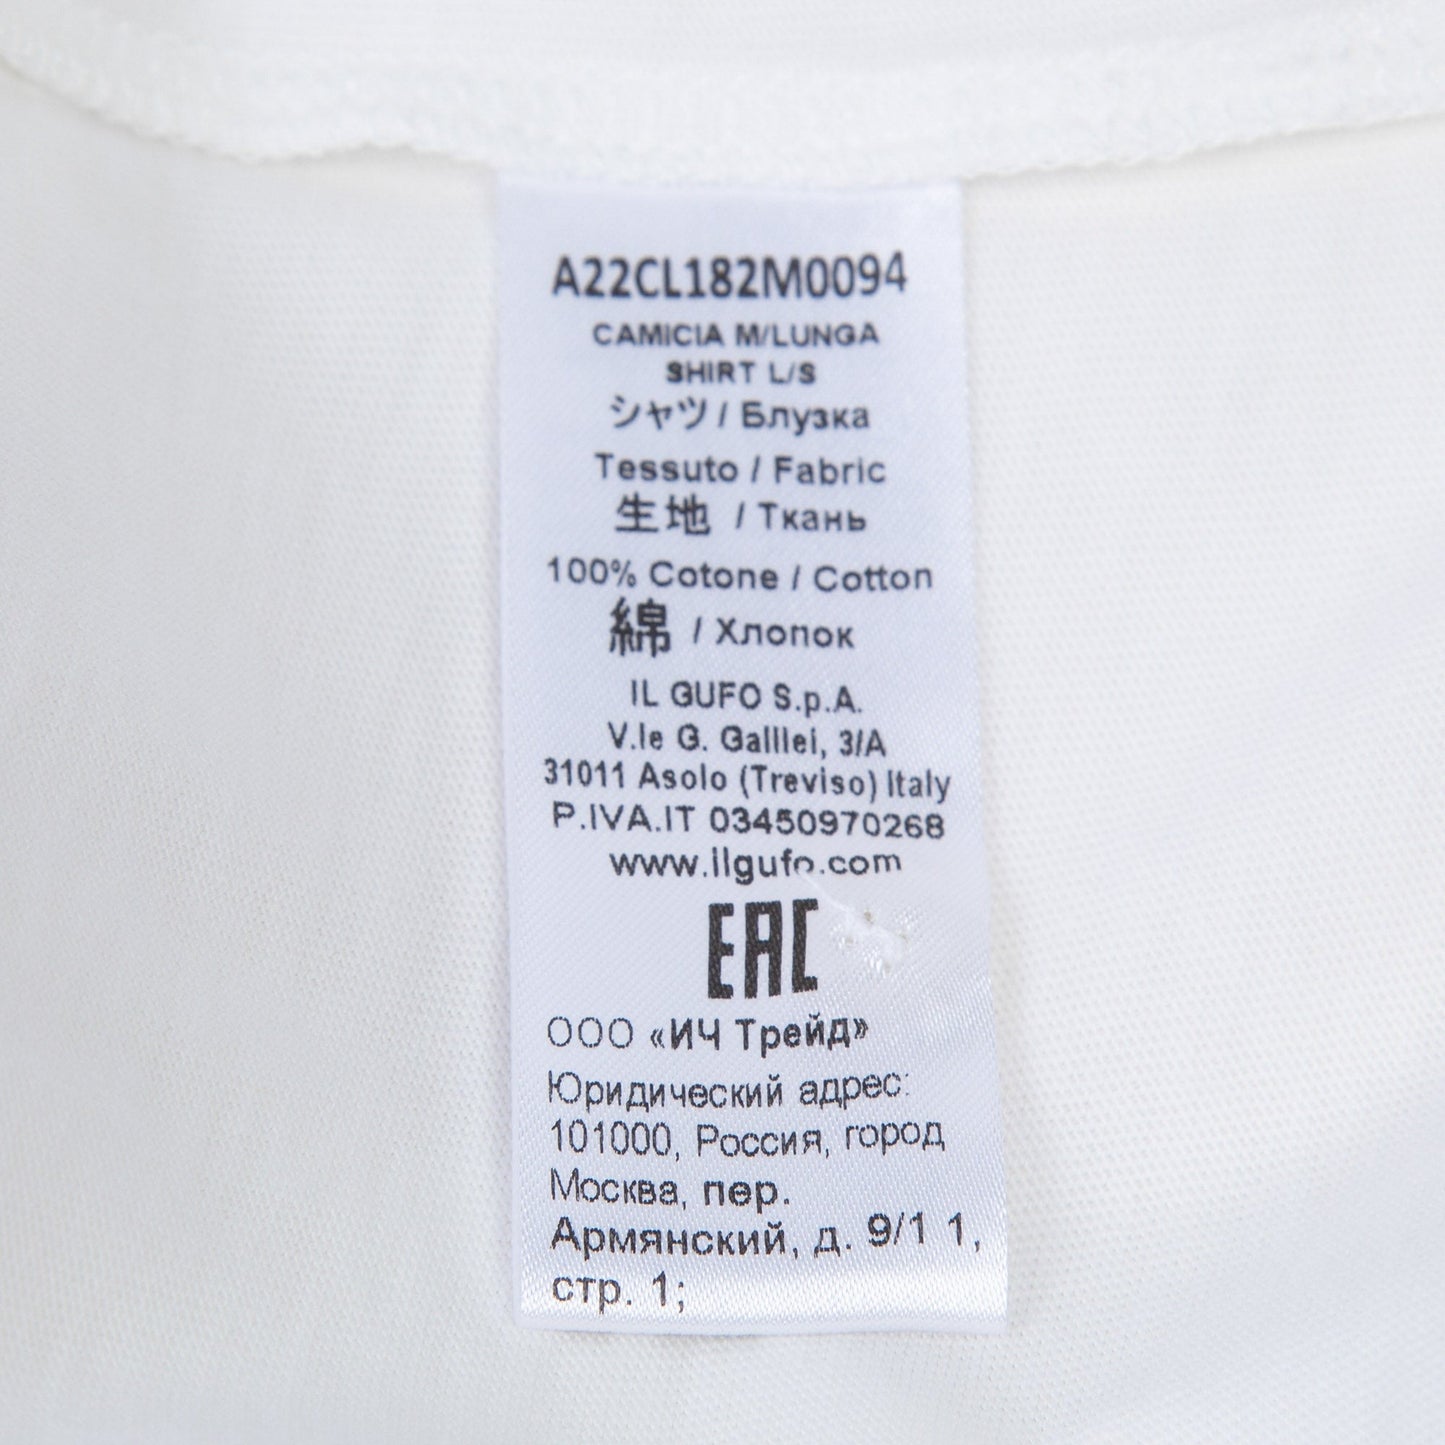 A22CL182M0094
CAMICIA M/LUNGA
SHIRT L/S
シャツ / Блузка
Tessuto / Fabric
生地 / Ткань
100% Cotone / Cotton
綿 / Хлопок
IL GUFO S.p.A.
V.le G. Galilei, 3/A
31011 Asolo (Treviso) Italy
P.IVA.IT 03450970268
www.ilgufo.com
EAC
ООО «ИЧ Трейд»
Юридический адрес:
101000, Россия, город
Москва, пер.
Армянский, д. 9/1 1,
стр. 1;